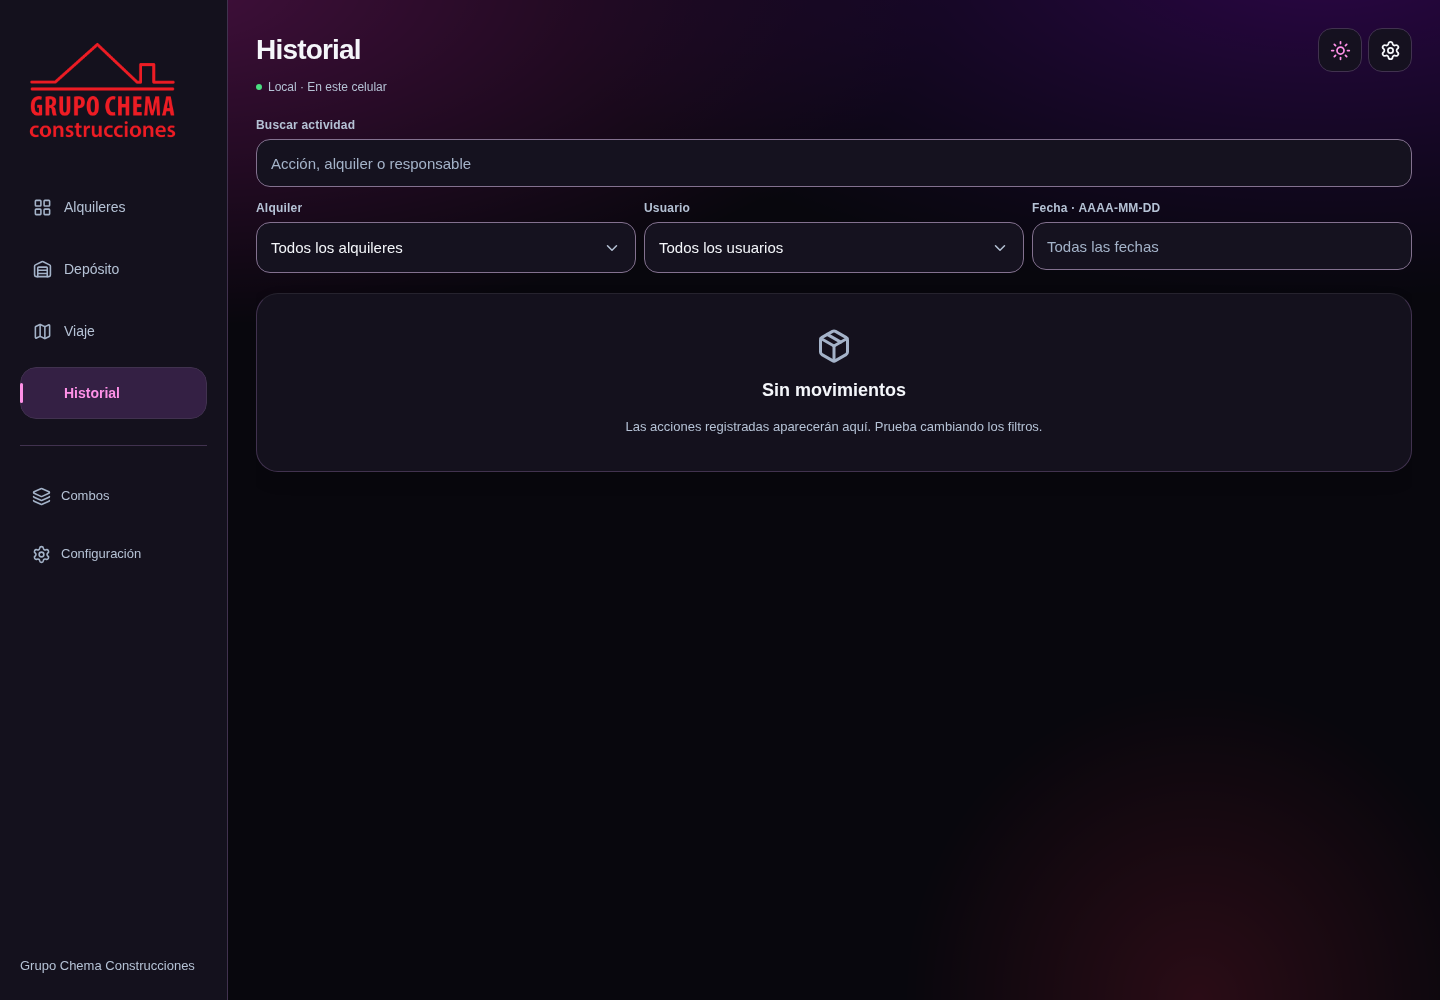 GRUPO CHEMA
construcciones
Alquileres
Depósito
Viaje
Historial
Combos
Configuración
Grupo Chema Construcciones
Historial
Local · En este celular
Buscar actividad
Acción, alquiler o responsable
Alquiler
Usuario
Fecha · AAAA-MM-DD
Todos los alquileres
Todos los usuarios
Todas las fechas
Sin movimientos
Las acciones registradas aparecerán aquí. Prueba cambiando los filtros.